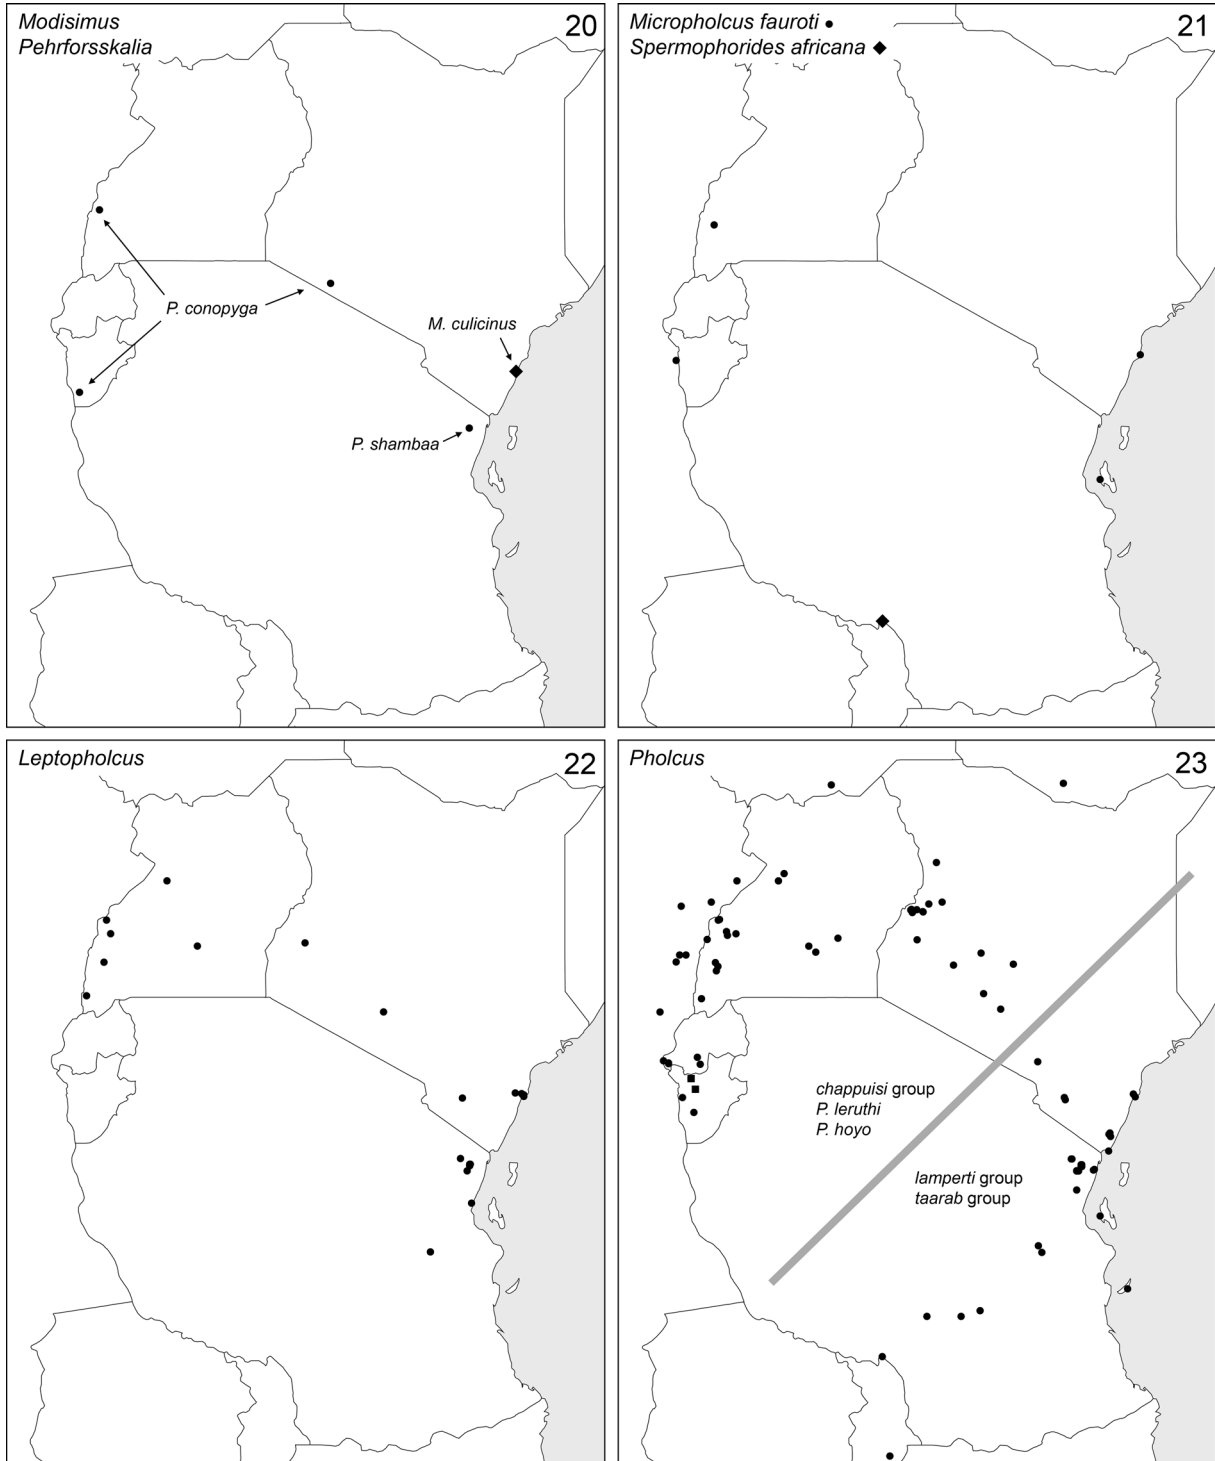 Modisimus
Pehrforsskalia
20
P. conopyga
M. culicinus
P. shambaa
Micropholcus fauroti
Spermophorides africana
21
Leptopholcus
22
Pholcus
23
chappuisi group
P. leruthi
P. hoyo
lamperti group
taarab group